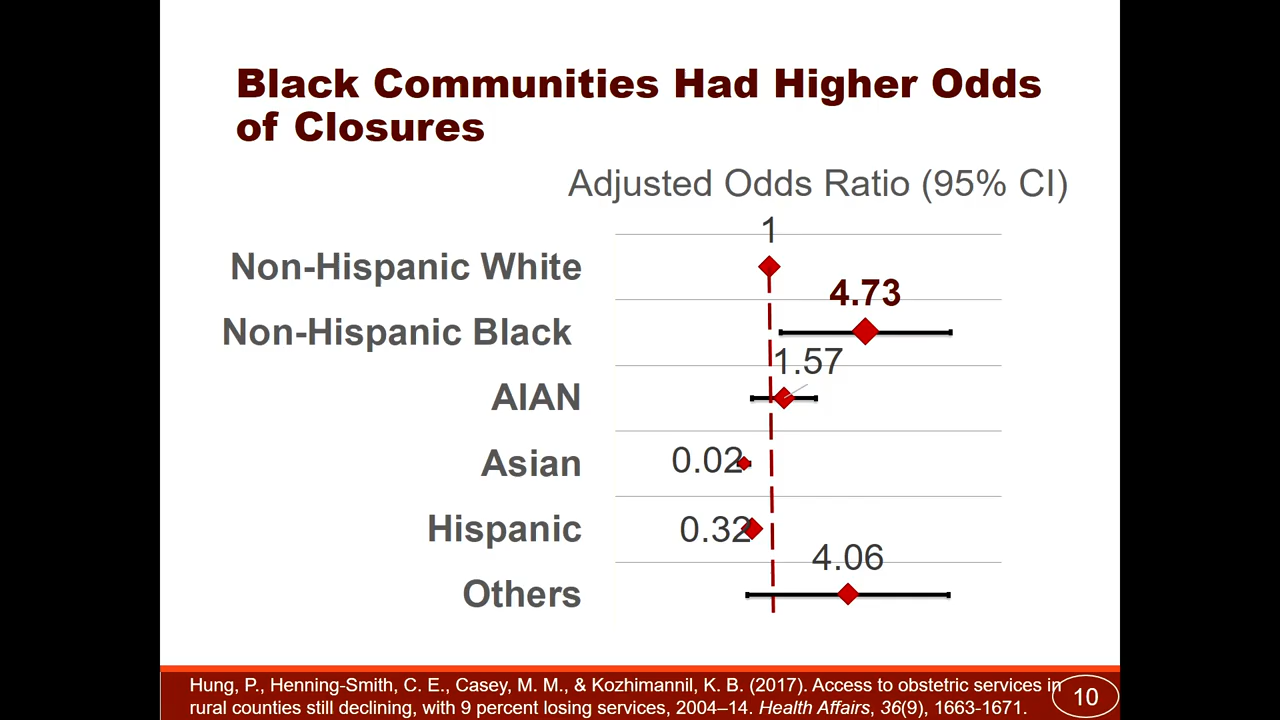 Black Communities Had Higher Odds
of Closures
Adjusted Odds Ratio (95% CI)
1
Non-Hispanic White
4.73
Non-Hispanic Black
1.57
AIAN
0.02
Asian
0.32
Hispanic
4.06
Others
Hung, P., Henning-Smith, C. E., Casey, M. M., & Kozhimannil, K. B. (2017). Access to obstetric services in
rural counties still declining, with 9 percent losing services, 2004–14. Health Affairs, 36(9), 1663-1671.
10